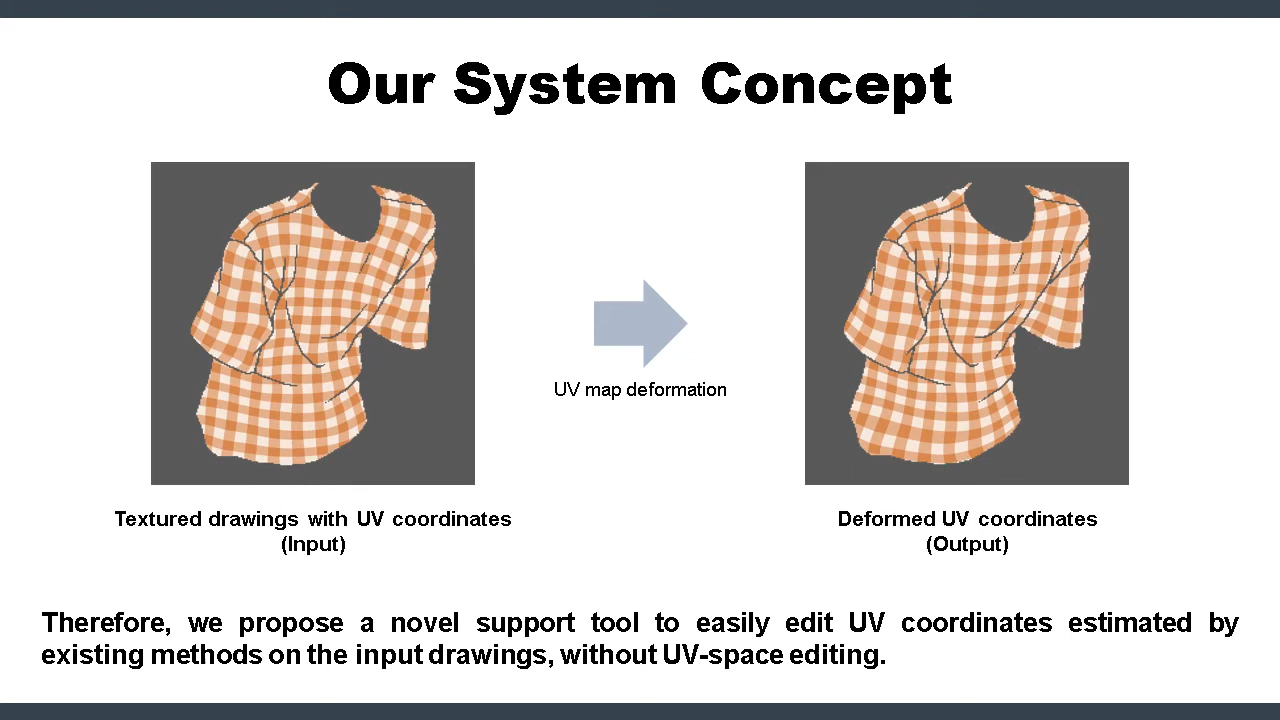 Our System Concept
UV map deformation
Textured drawings with UV coordinates
(Input)
Deformed UV coordinates
(Output)
Therefore, we propose a novel support tool to easily edit UV coordinates estimated by
existing methods on the input drawings, without UV-space editing.